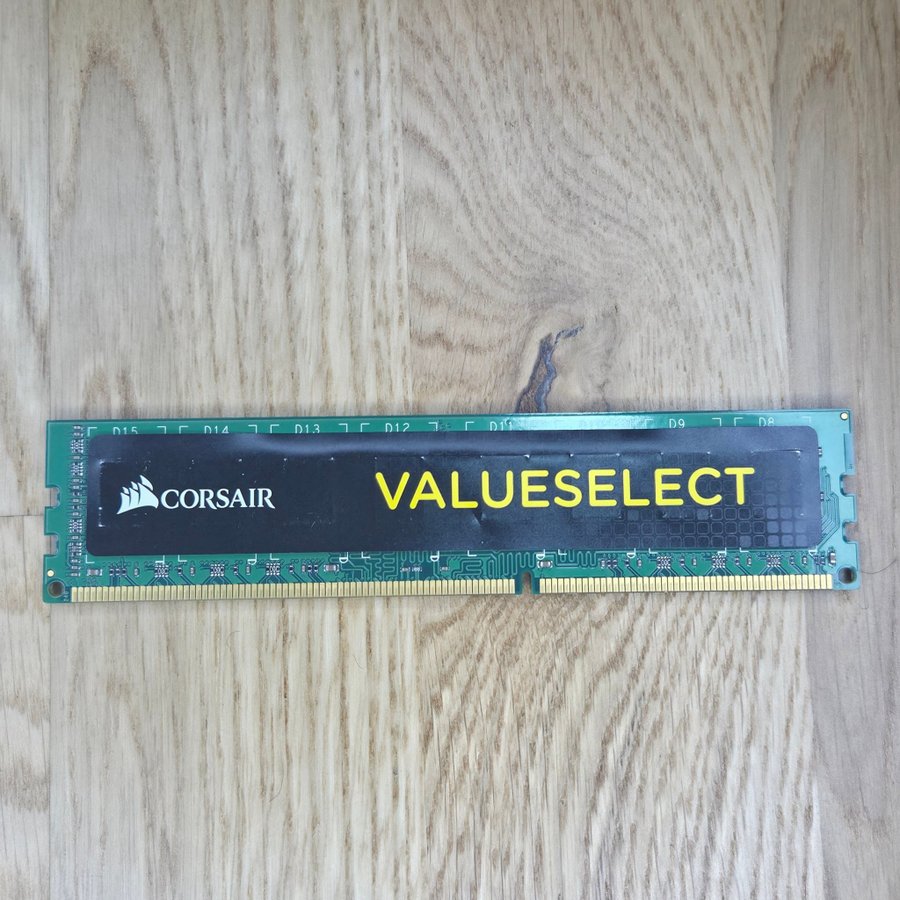 D15 D14 D13 D12 D11 D9 D8
CORSAIR VALUESELECT